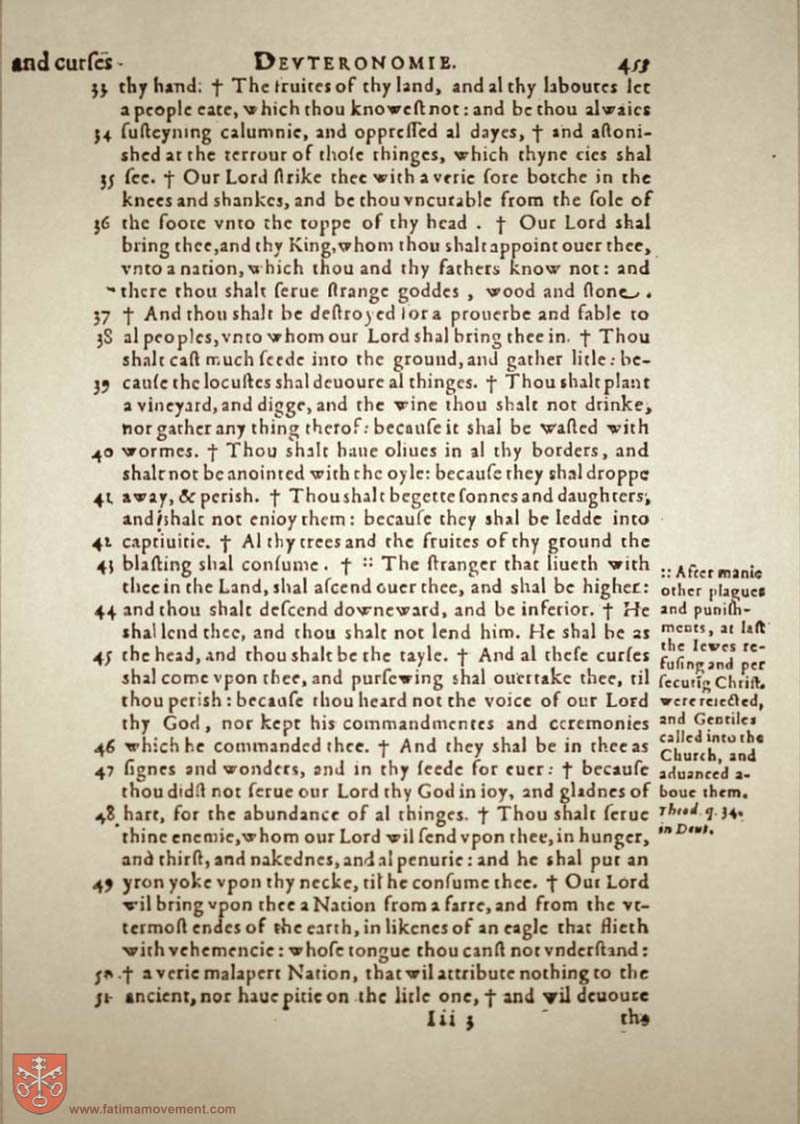 and curſes. DEVTERONOMIE. 453
33 thy hand: † The fruites of thy land, and al thy laboures let
a people eate, which thou knoweſt not: and be thou alwaies
34 ſuſteyning calumnie, and oppreſſed al dayes, † and aſtoni-
ſhed at the terrour of thoſe thinges, which thyne eies shal
35 ſee. † Our Lord ſtrike thee with a verie ſore botche in the
knees and shankes, and be thou vncurable from the ſole of
36 the foote vnto the toppe of thy head . † Our Lord shal
bring thee, and thy King, whom thou shalt appoint ouer thee,
vnto a nation, which thou and thy fathers know not: and
there thou shalt ſerue ſtrange goddes , wood and ſtone .
37 † And thou shalt be deſtroyed for a prouerbe and fable to
38 al peoples, vnto whom our Lord shal bring thee in. † Thou
shalt caſt much ſeede into the ground, and gather litle: be-
39 cauſe the locuſtes shal deuoure al thinges. † Thou shalt plant
a vineyard, and digge, and the wine thou shalt not drinke,
nor gather any thing therof: becauſe it shal be waſted with
40 wormes. † Thou shalt haue oliues in al thy borders, and
shalt not be anointed with the oyle: becauſe they shal droppe
41 away, & perish. † Thou shalt begette ſonnes and daughters,
and shalt not enioy them: becauſe they shal be ledde into
42 captiuitie. † Al thy trees and the fruites of thy ground the
43 blaſting shal conſume. † :: The ſtranger that liueth with
thee in the Land, shal aſcend ouer thee, and shal be higher:
44 and thou shalt deſcend downeward, and be inferior. † He
shal lend thee, and thou shalt not lend him. He shal be as
45 the head, and thou shalt be the tayle. † And al theſe curſes
shal come vpon thee, and purſewing shal ouertake thee, til
thou perish: becauſe thou heard not the voice of our Lord
thy God, nor kept his commandmentes and ceremonies
46 which he commanded thee. † And they shal be in thee as
47 ſignes and wonders, and in thy ſeede for euer: † becauſe
thou didſt not ſerue our Lord thy God in ioy, and gladnes of
48 hart, for the abundance of al thinges. † Thou shalt ſerue
thine enemie, whom our Lord wil ſend vpon thee, in hunger,
and thirſt, and nakednes, and al penurie: and he shal put an
49 yron yoke vpon thy necke, til he conſume thee. † Our Lord
wil bring vpon thee a Nation from a farre, and from the vt-
termoſt endes of the earth, in likenes of an eagle that flieth
with vehemencie: whoſe tongue thou canſt not vnderſtand:
50 † a verie malapert Nation, that wil attribute nothing to the
51 ancient, nor haue pitie on the litle one, † and wil deuoure
Iii 3 the
:: After manie
other plagues
and puniſh-
ments, at laſt
the Iewes re-
fuſing and per
ſecutig Chriſt,
were reiected,
and Gentiles
called into the
Church, and
aduanced a-
boue them.
Theod. q. 34.
in Deut.
www.fatimamovement.com